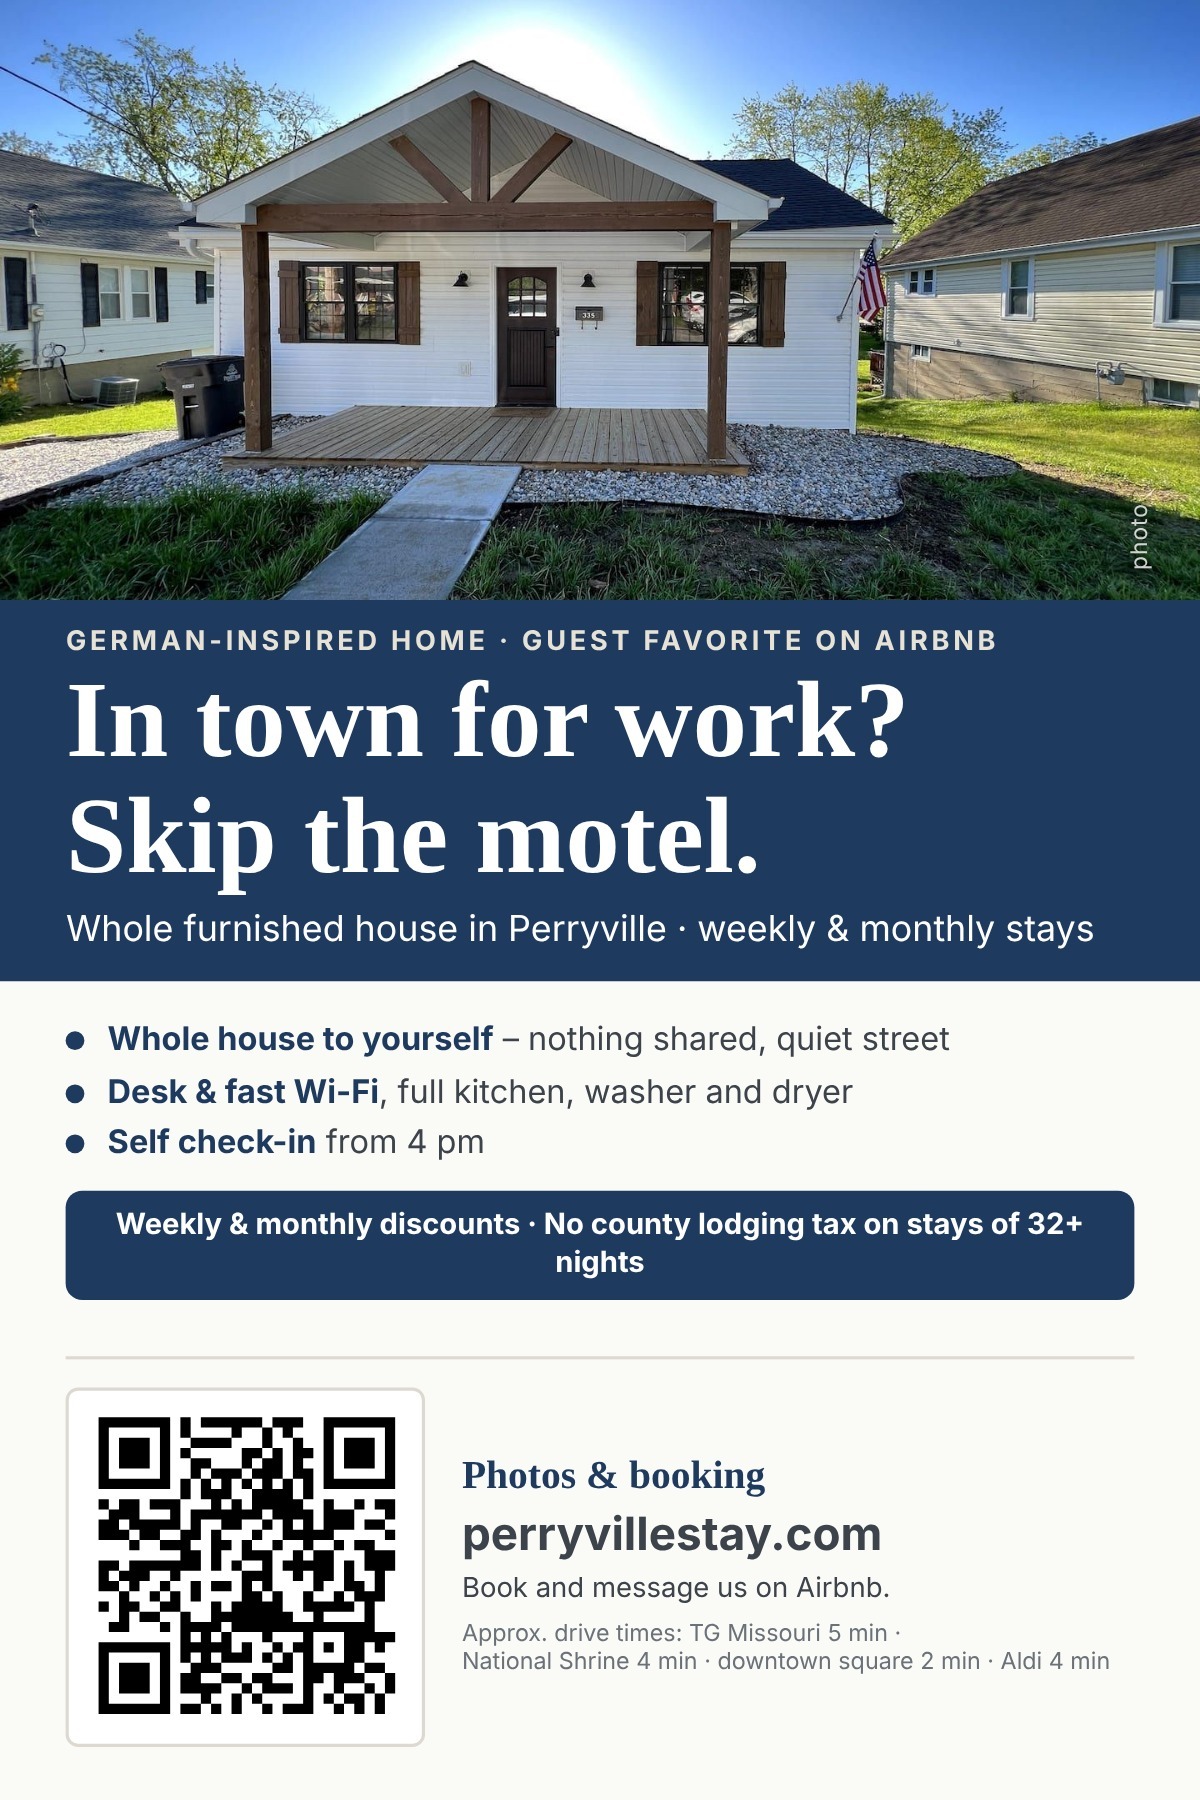 335
photo
GERMAN-INSPIRED HOME · GUEST FAVORITE ON AIRBNB
In town for work?
Skip the motel.
Whole furnished house in Perryville · weekly & monthly stays
Whole house to yourself – nothing shared, quiet street
Desk & fast Wi-Fi, full kitchen, washer and dryer
Self check-in from 4 pm
Weekly & monthly discounts · No county lodging tax on stays of 32+
nights
Photos & booking
perryvillestay.com
Book and message us on Airbnb.
Approx. drive times: TG Missouri 5 min ·
National Shrine 4 min · downtown square 2 min · Aldi 4 min